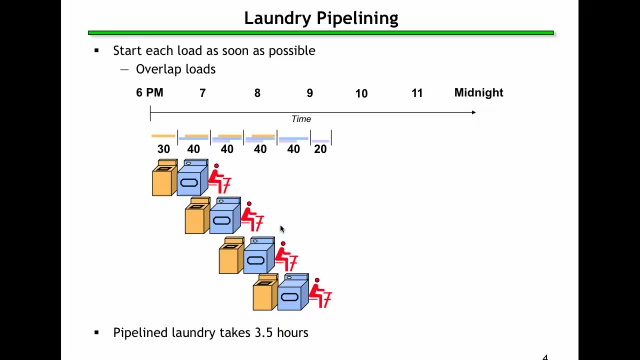 Laundry Pipelining
▪ Start each load as soon as possible
— Overlap loads
6 PM 7 8 9 10 11 Midnight
Time
30 40 40 40 40 20
▪ Pipelined laundry takes 3.5 hours
4